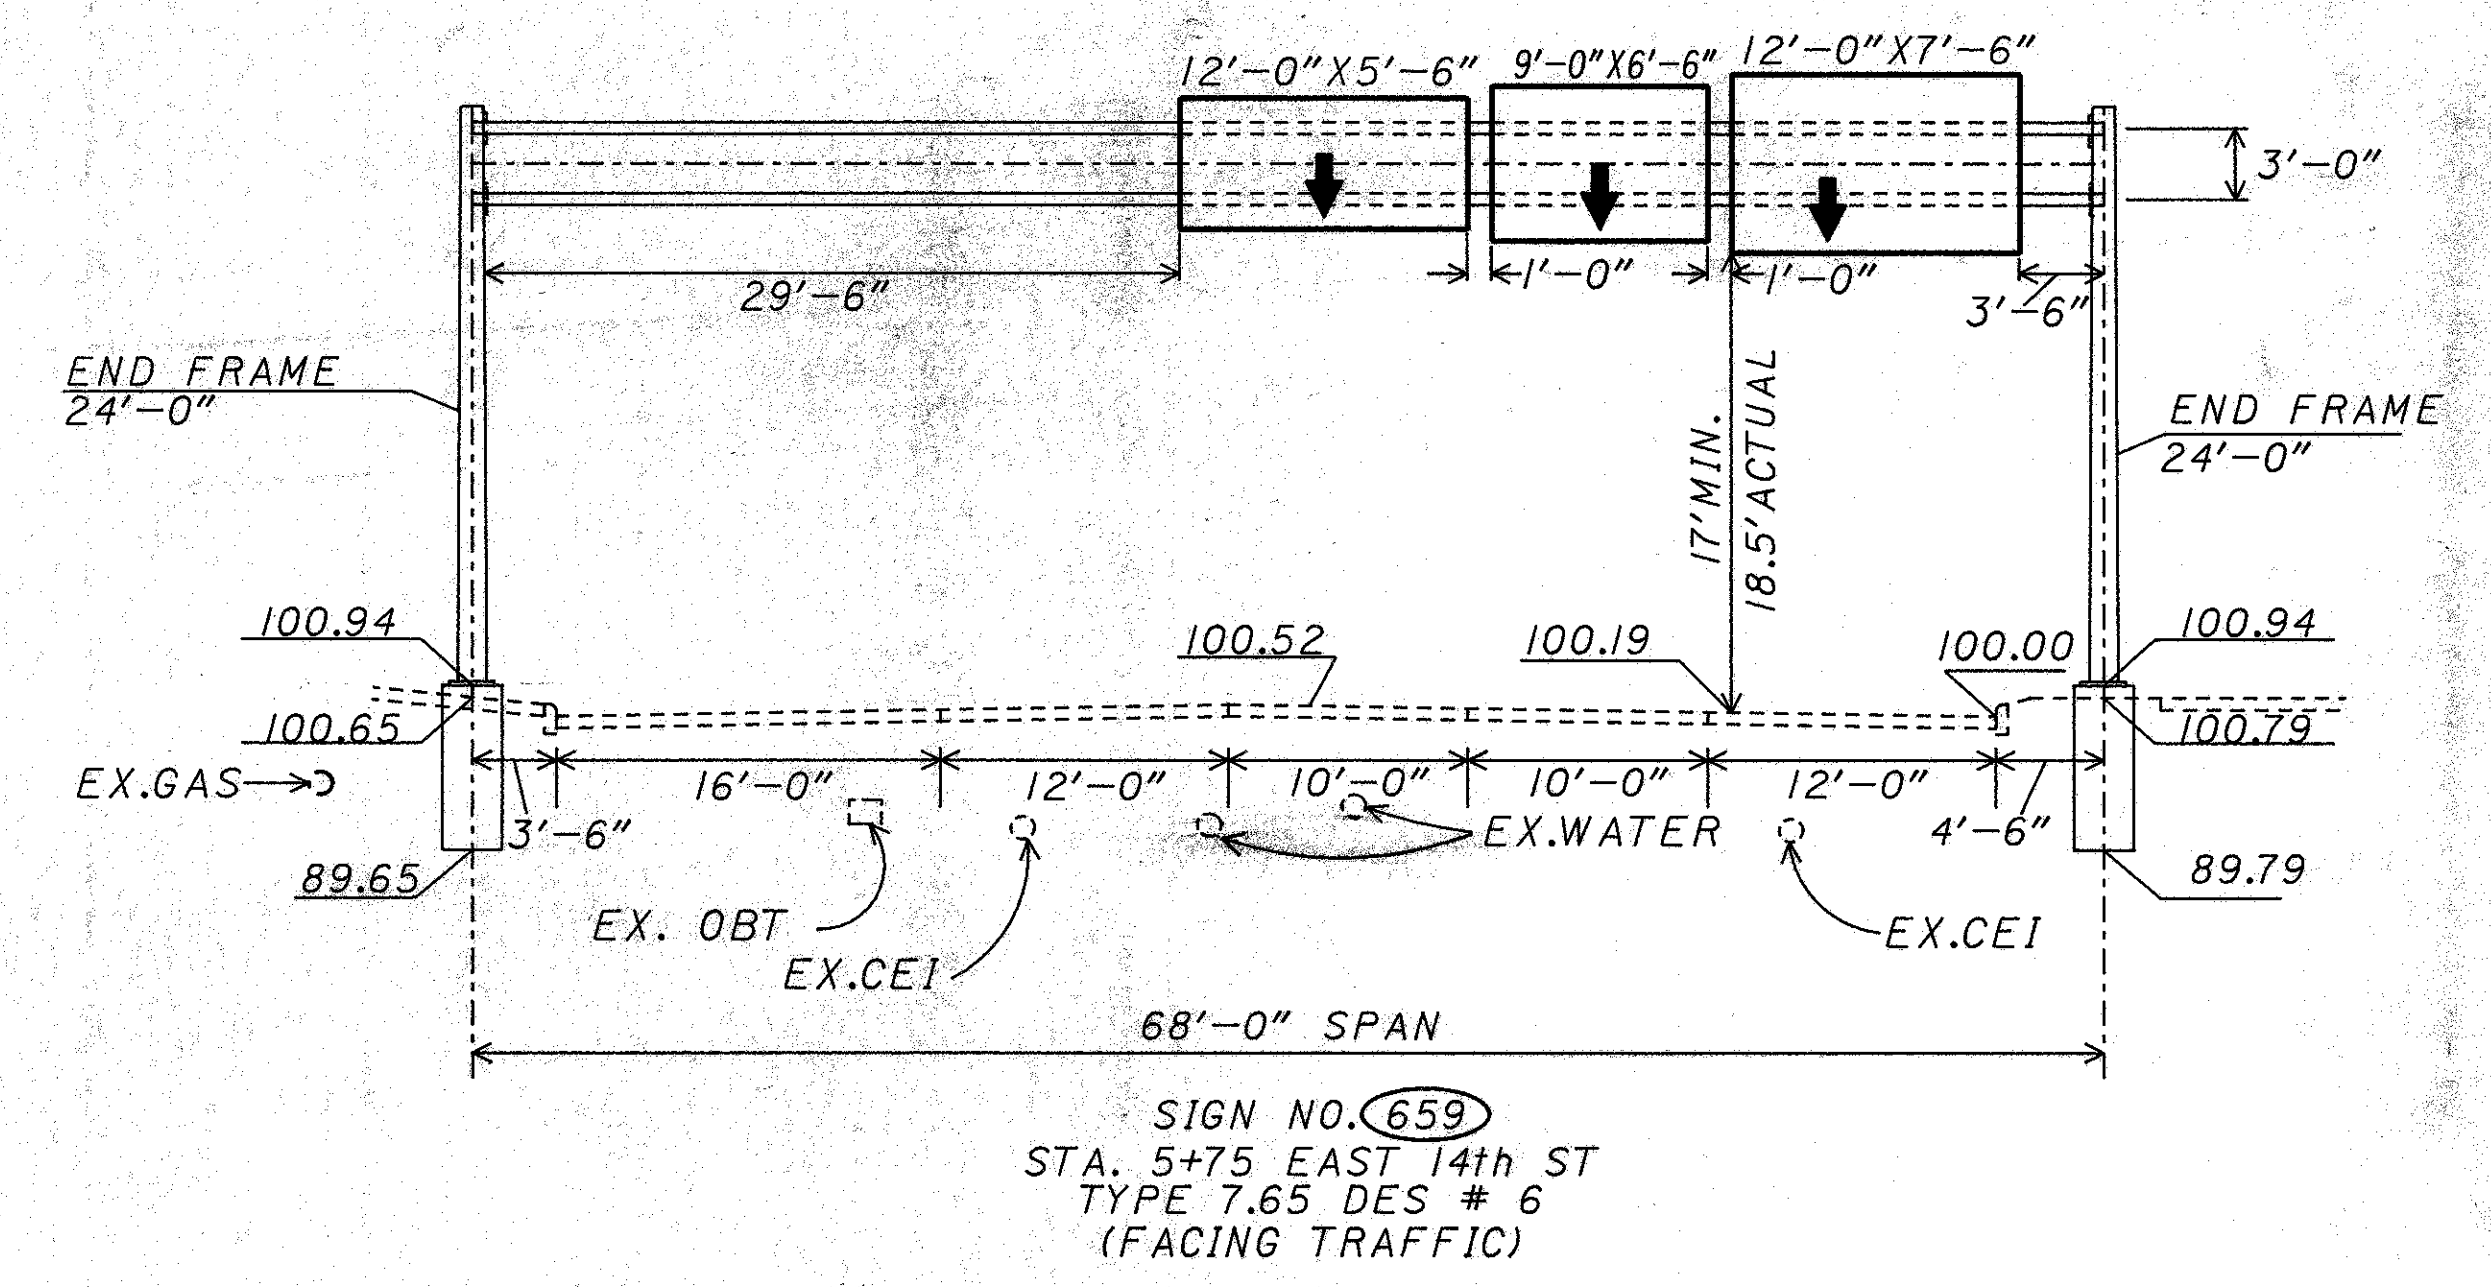 12'-0"X5'-6"
9'-0"X6'-6"
12'-0"X7'-6"
3'-0"
29'-6"
1'-0"
1'-0"
3'-6"
END FRAME
24'-0"
17'MIN.
18.5'ACTUAL
END FRAME
24'-0"
100.94
100.52
100.19
100.00
100.94
100.65
100.79
EX.GAS
3'-6"
16'-0"
12'-0"
10'-0"
10'-0"
12'-0"
4'-6"
EX.WATER
89.65
89.79
EX. OBT
EX.CEI
EX.CEI
68'-0" SPAN
SIGN NO. 659
STA. 5+75 EAST 14th ST
TYPE 7.65 DES # 6
(FACING TRAFFIC)